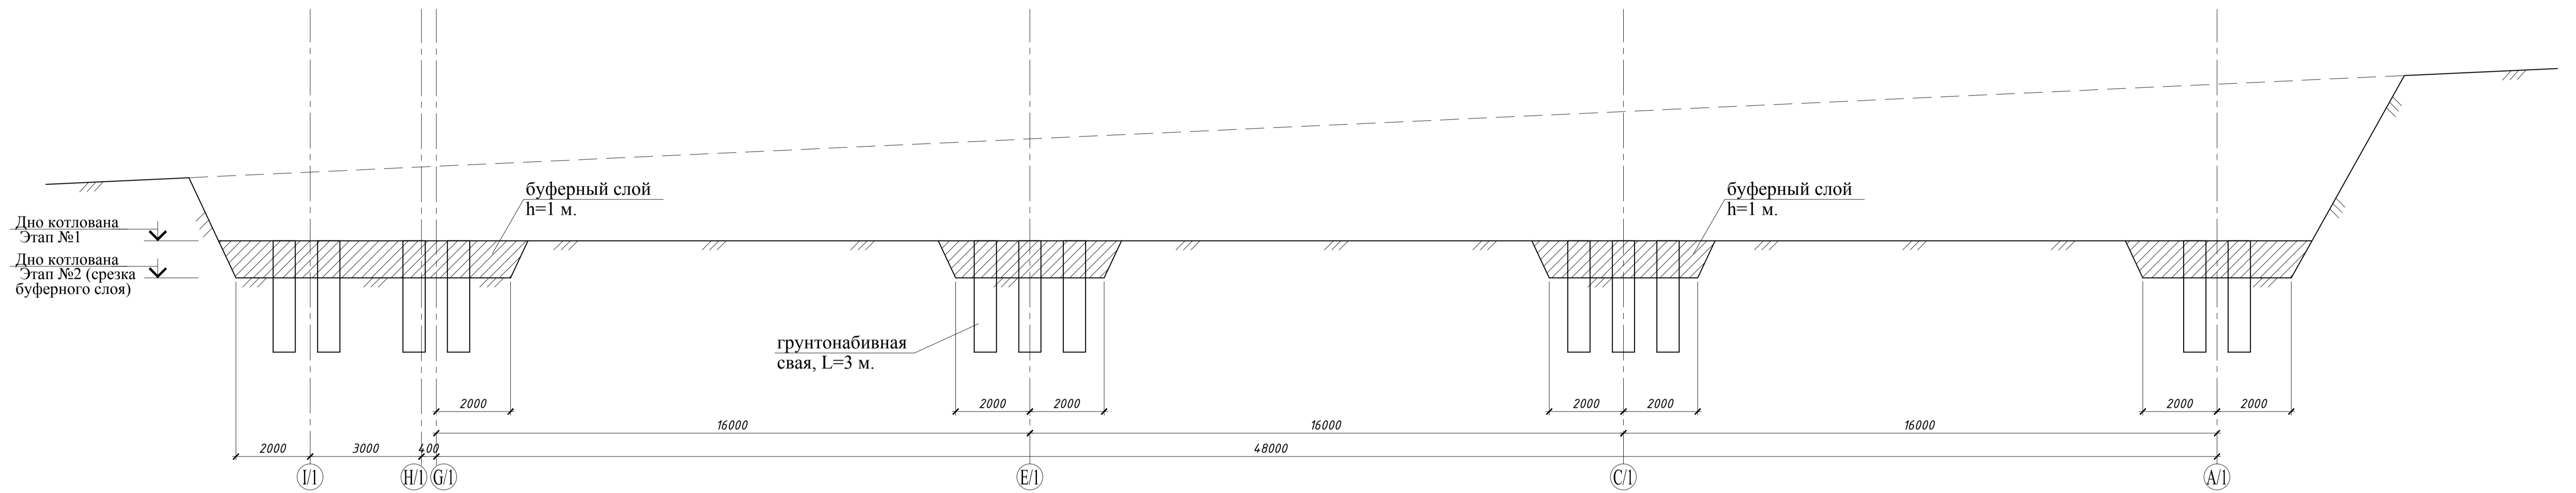 буферный слой
h=1 м.
буферный слой
h=1 м.
Дно котлована
Этап №1
Дно котлована
Этап №2 (срезка
буферного слоя)
грунтонабивная
свая, L=3 м.
2000
2000
2000
2000
2000
2000
2000
16000
16000
16000
2000
3000
400
48000
I/1
H/1
G/1
E/1
C/1
A/1